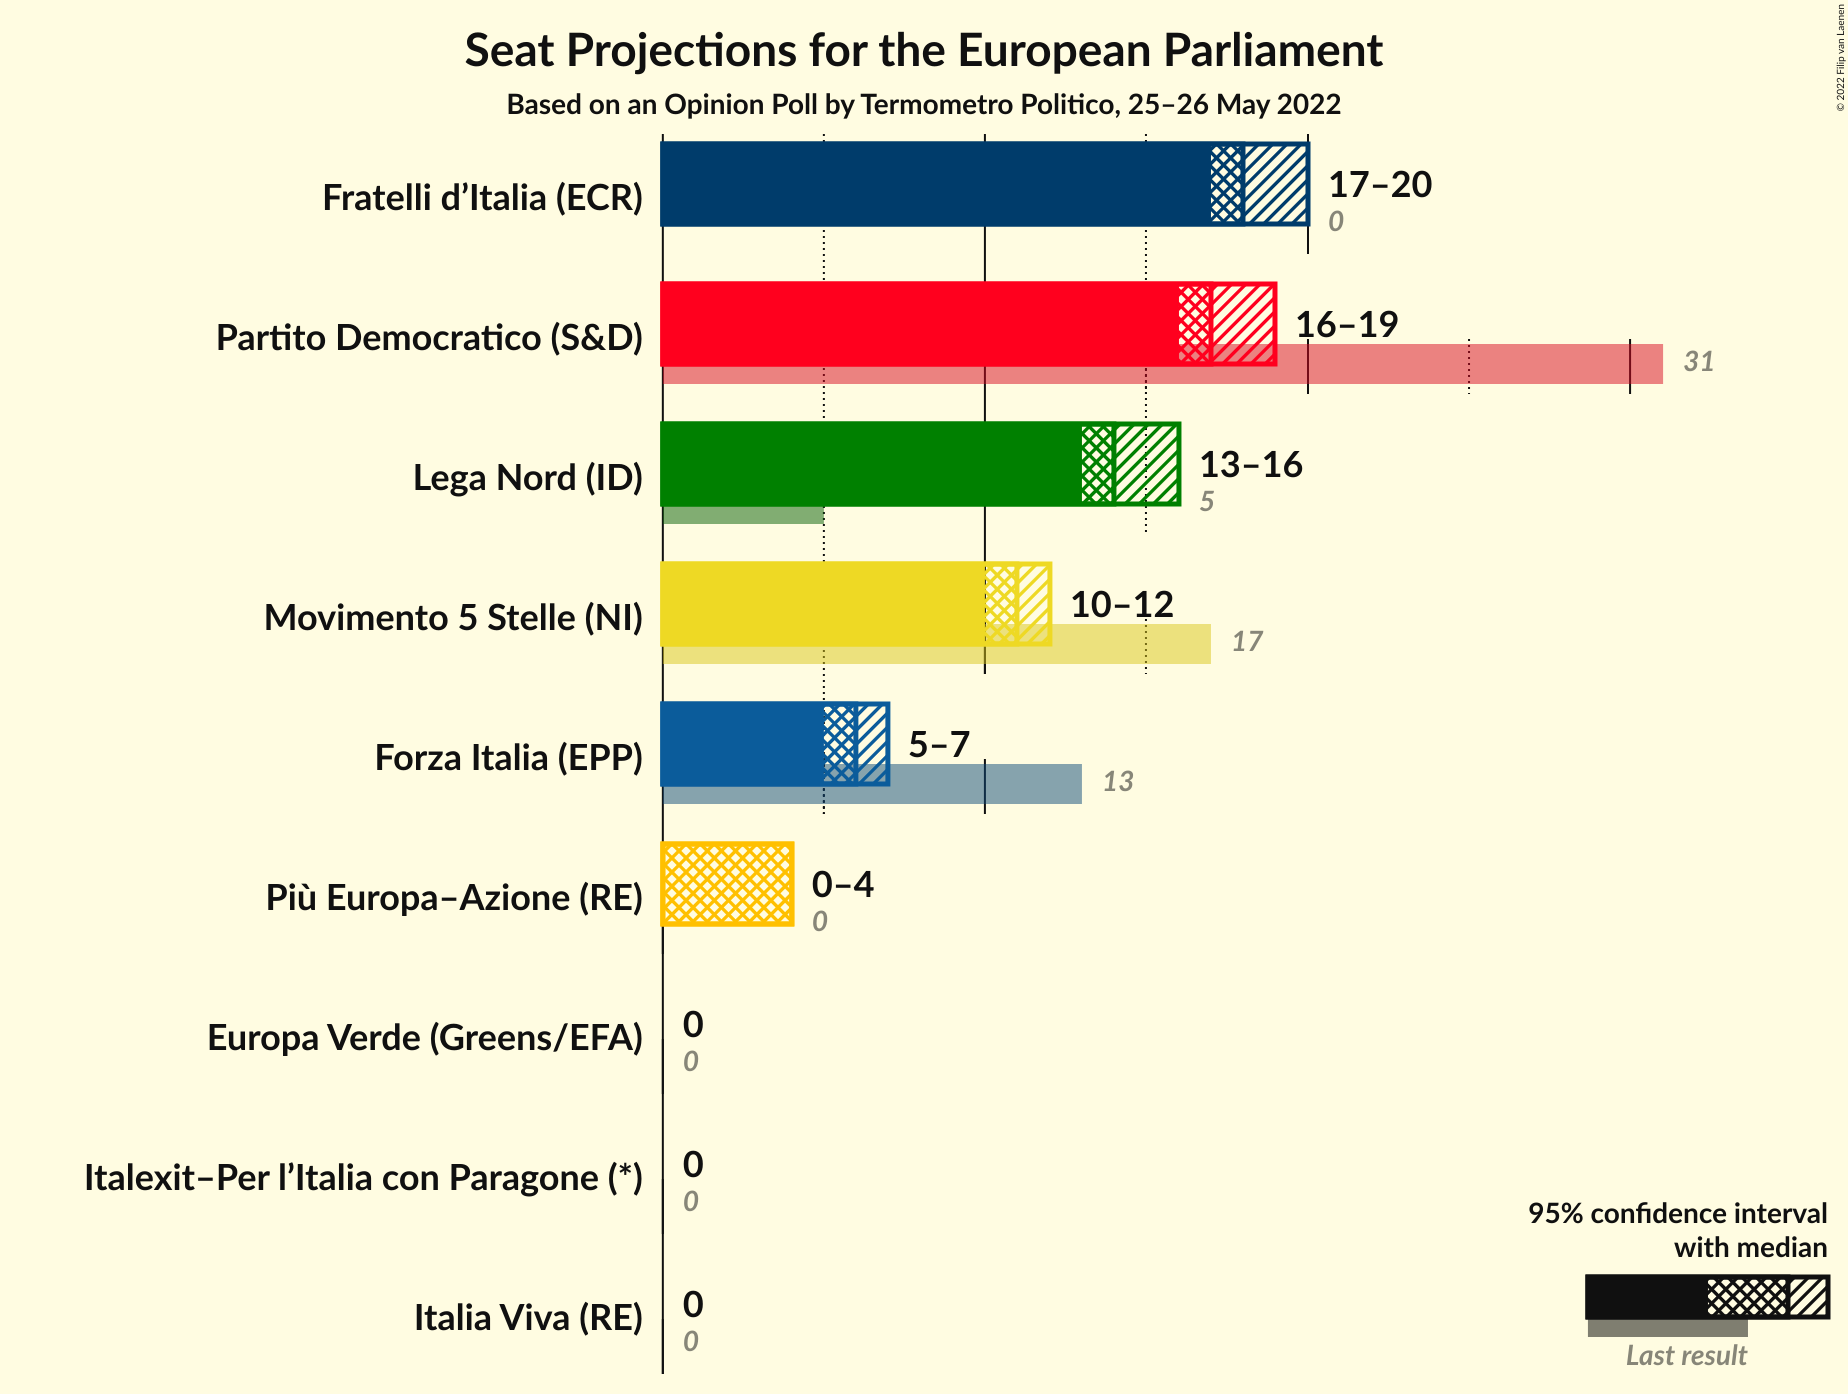 Seat Projections for the European Parliament
Based on an Opinion Poll by Termometro Politico, 25–26 May 2022
© 2022 Filip van Laenen
Fratelli d’Italia (ECR)
17–20
0
Partito Democratico (S&D)
16–19
31
Lega Nord (ID)
13–16
5
Movimento 5 Stelle (NI)
10–12
17
Forza Italia (EPP)
5–7
13
Più Europa–Azione (RE)
0–4
0
Europa Verde (Greens/EFA)
0
0
Italexit–Per l’Italia con Paragone (*)
0
0
Italia Viva (RE)
0
0
95% confidence interval
with median
Last result